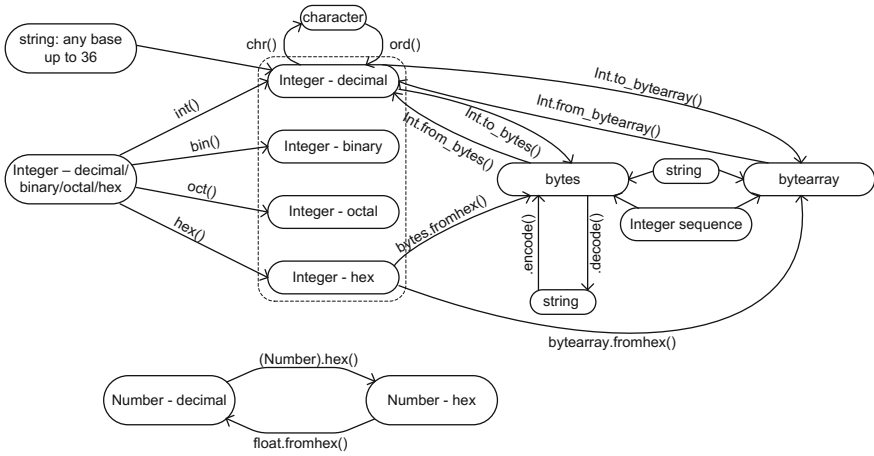 character
string: any base
up to 36
chr()
ord()
Integer - decimal
int()
Int.to_bytearray()
Int.from_bytearray()
Int.to_bytes()
Int.from_bytes()
bin()
Integer - binary
Integer – decimal/
binary/octal/hex
bytes
string
bytearray
oct()
Integer - octal
Integer sequence
hex()
bytes.fromhex()
.encode()
.decode()
Integer - hex
string
bytearray.fromhex()
(Number).hex()
Number - decimal
Number - hex
float.fromhex()